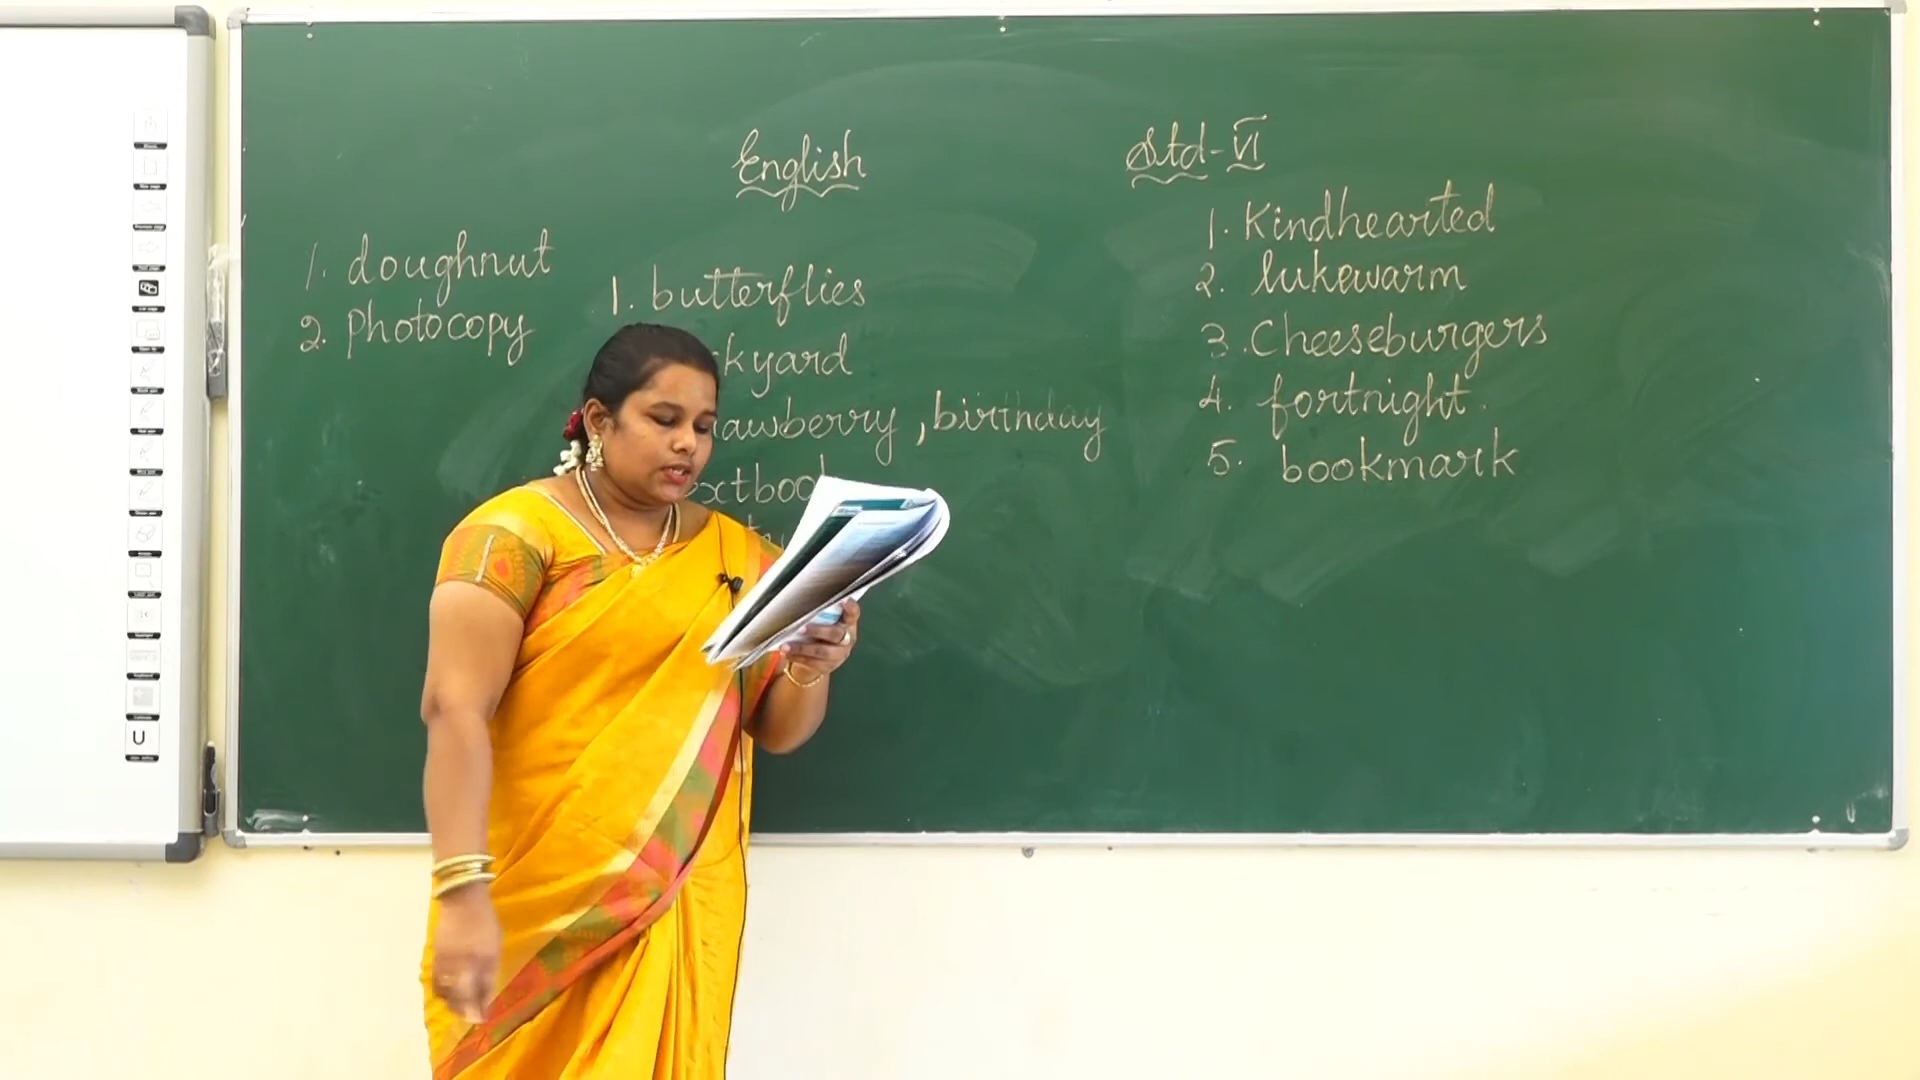 English
Std-VI
1. doughnut
2. Photocopy
1. butterflies
kyard
awberry, birthday
xtboo
1. Kindhearted
2. lukewarm
3. Cheeseburgers
4. fortnight.
5. bookmark
U